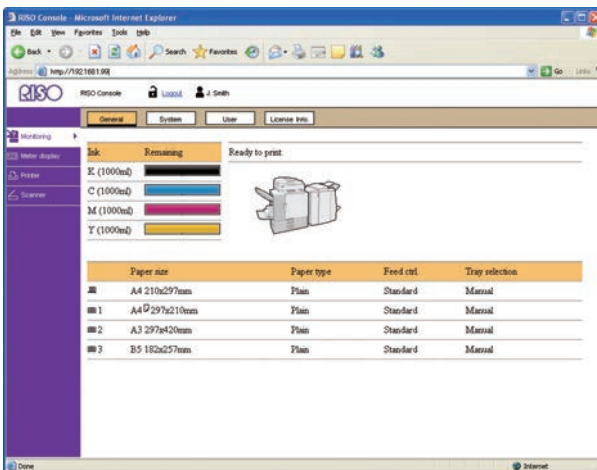 RISO Console - Microsoft Internet Explorer
File Edit View Favorites Tools Help
Back Search Favorites
Address http://192.168.1.99/ Go Links
RISO RISO Console Logout J. Smith
General System User License Info.
Monitoring
Meter display
Printer
Scanner
Ink Remaining Ready to print.
K (1000ml)
C (1000ml)
M (1000ml)
Y (1000ml)
Paper size Paper type Feed ctrl. Tray selection
A4 210x297mm Plain Standard Manual
1 A4 297x210mm Plain Standard Manual
2 A3 297x420mm Plain Standard Manual
3 B5 182x257mm Plain Standard Manual
Done Internet